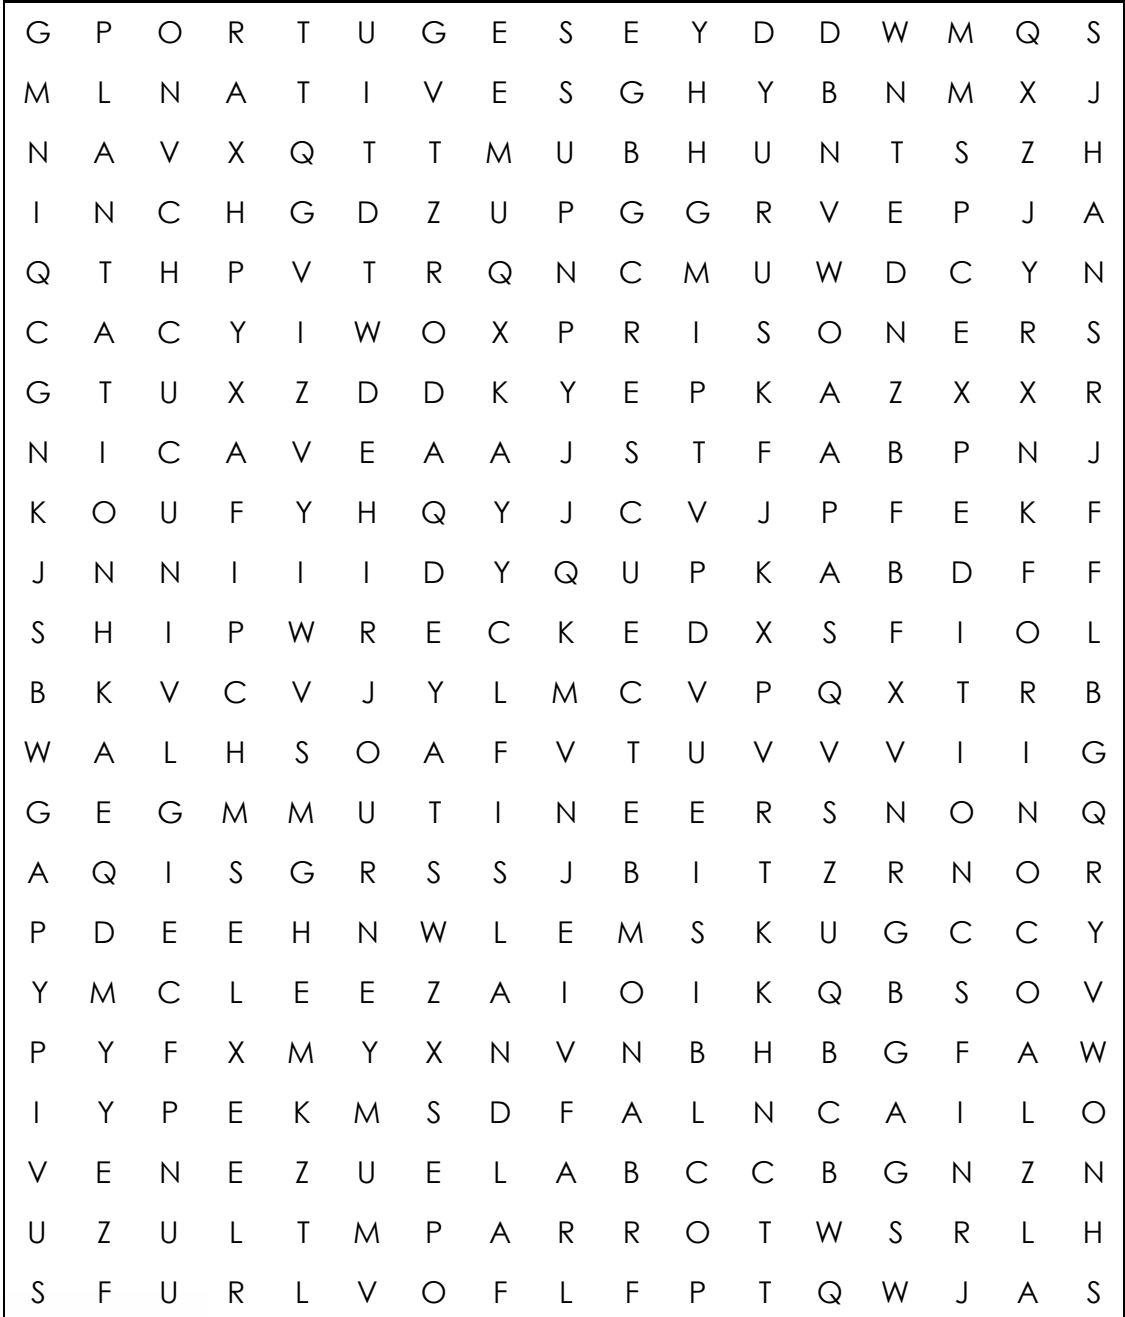 G P O R T U G E S E Y D D W M Q S
M L N A T I V E S G H Y B N M X J
N A V X Q T T M U B H U N T S Z H
I N C H G D Z U P G G R V E P J A
Q T H P V T R Q N C M U W D C Y N
C A C Y I W O X P R I S O N E R S
G T U X Z D D K Y E P K A Z X X R
N I C A V E A A J S T F A B P N J
K O U F Y H Q Y J C V J P F E K F
J N N I I I D Y Q U P K A B D F F
S H I P W R E C K E D X S F I O L
B K V C V J Y L M C V P Q X T R B
W A L H S O A F V T U V V V I I G
G E G M M U T I N E E R S N O N Q
A Q I S G R S S J B I T Z R N O R
P D E E H N W L E M S K U G C C Y
Y M C L E E Z A I O I K Q B S O V
P Y F X M Y X N V N B H B G F A W
I Y P E K M S D F A L N C A I L O
V E N E Z U E L A B C C B G N Z N
U Z U L T M P A R R O T W S R L H
S F U R L V O F L F P T Q W J A S